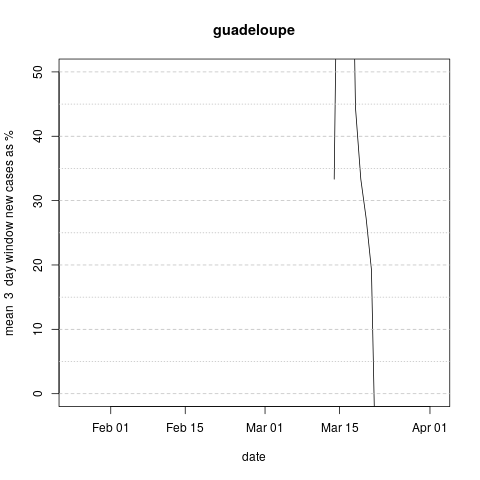 guadeloupe
mean 3 day window new cases as %
50
40
30
20
10
0
Feb 01
Feb 15
Mar 01
Mar 15
Apr 01
date